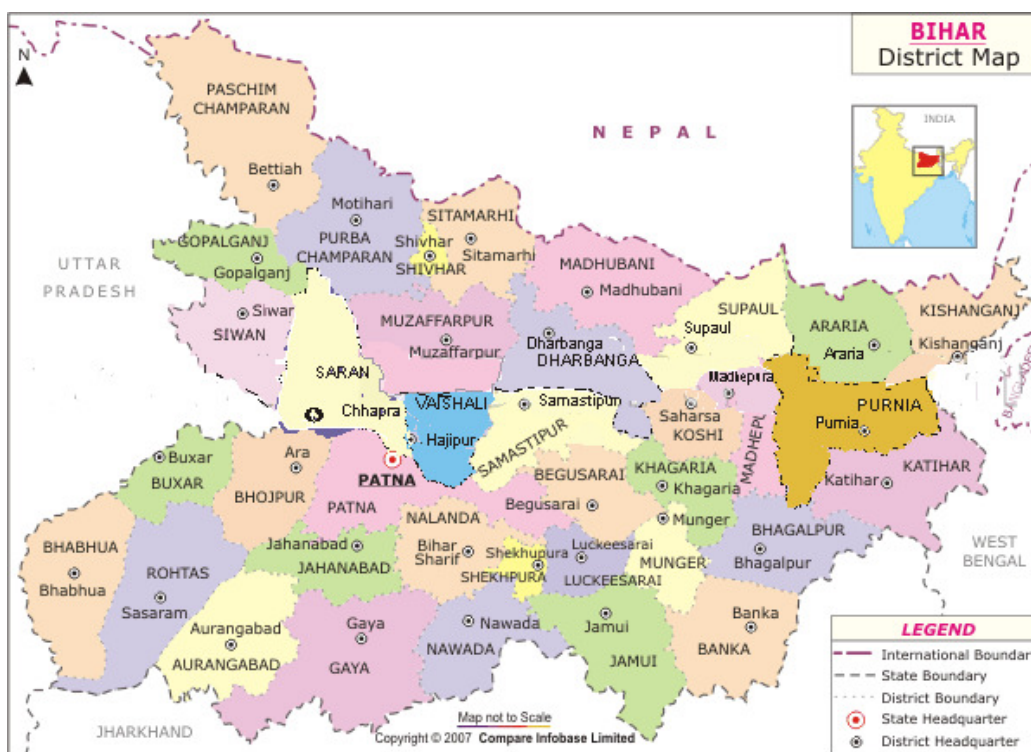 BIHAR
District Map
N
INDIA
NEPAL
PASCHIM
CHAMPARAN
Bettiah
Motihari
PURBA
CHAMPARAN
SITAMARHI
Shivhar
SHIVHAR
Sitamarhi
GOPALGANJ
Gopalganj
UTTAR
PRADESH
MADHUBANI
Madhubani
SUPAUL
Supaul
ARARIA
Araria
KISHANGANJ
Kishanganj
Siwan
SIWAN
MUZAFFARPUR
Muzaffarpur
Dharbanga
DHARBANGA
SARAN
Chhapra
VAISHALI
Hajipur
Samastipur
SAMASTIPUR
Saharsa
KOSHI
Madhepura
MADHEPL
PURNIA
Purnia
KATIHAR
Katihar
Buxar
BUXAR
Ara
BHOJPUR
PATNA
PATNA
BEGUSARAI
Begusarai
KHAGARIA
Khagaria
Munger
MUNGER
BHAGALPUR
Bhagalpur
WEST
BENGAL
BHABHUA
Bhabhua
ROHTAS
Sasaram
Jahanabad
JAHANABAD
NALANDA
Bihar
Sharif
Shekhupura
SHEKHPURA
Luckeesarai
LUCKEESARAI
Aurangabad
AURANGABAD
Gaya
GAYA
Nawada
NAWADA
Jamui
JAMUI
Banka
BANKA
JHARKHAND
LEGEND
International Boundar
State Boundary
District Boundary
State Headquarter
District Headquarter
Map not to Scale
Copyright © 2007 Compare Infobase Limited